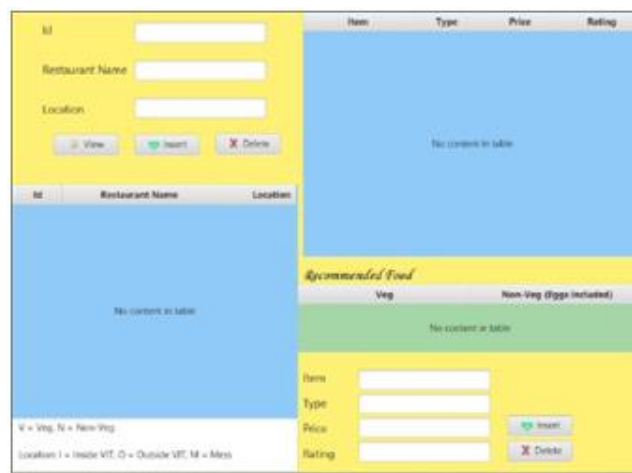 Id
Restaurant Name
Location
View Insert Delete
Id Restaurant Name Location
No content in table
V = Veg, N = Non-Veg
Location: I = Inside VIT, O = Outside VIT, M = Mess
Item Type Price Rating
No content in table
Recommended Food
Veg Non-Veg (Eggs included)
No content in table
Item
Type
Price Insert
Rating Delete